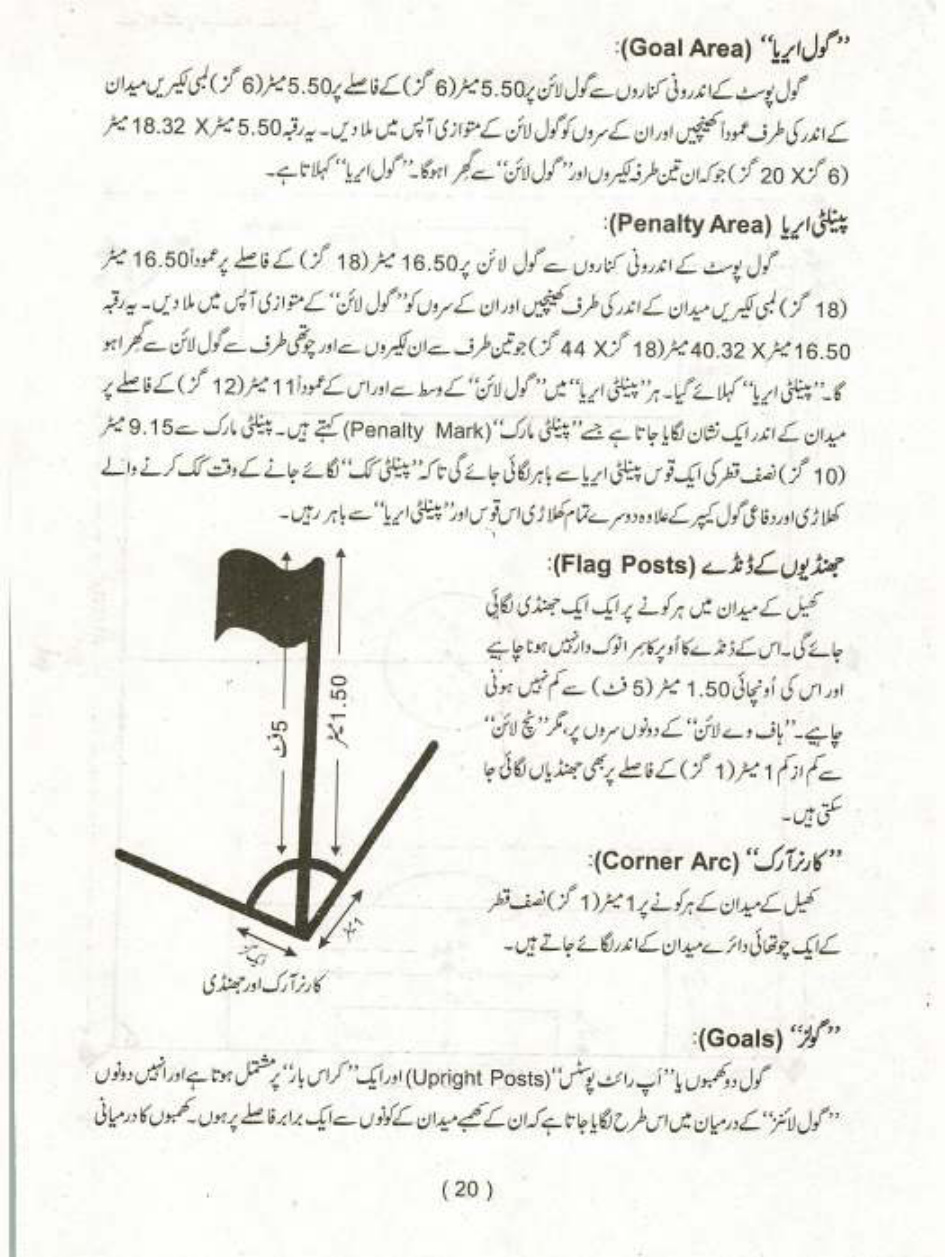 ”گول ایریا“ (Goal Area):
گول پوسٹ کے اندرونی کناروں سے گول لائن پر 5.50 میٹر (6 گز) کے فاصلے پر 5.50 میٹر (6 گز) لمبی لکیریں میدان
کے اندر کی طرف عموداً کھینچیں اور ان کے سروں کو گول لائن کے متوازی آپس میں ملا دیں۔ یہ رقبہ 5.50 میٹر X 18.32 میٹر
(6 گز X 20 گز) جو کہ ان تین طرفہ لکیروں اور ”گول لائن“ سے گِھرا ہوگا۔ ”گول ایریا“ کہلاتا ہے۔
پینلٹی ایریا (Penalty Area):
گول پوسٹ کے اندرونی کناروں سے گول لائن پر 16.50 میٹر (18 گز) کے فاصلے پر عموداً 16.50 میٹر
(18 گز) لمبی لکیریں میدان کے اندر کی طرف کھینچیں اور ان کے سروں کو ”گول لائن“ کے متوازی آپس میں ملا دیں۔ یہ رقبہ
16.50 میٹر X 40.32 میٹر (18 گز X 44 گز) جو تین طرف سے ان لکیروں سے اور چوتھی طرف سے گول لائن سے گِھرا ہو
گا۔ ”پینلٹی ایریا“ کہلائے گیا۔ ہر ”پینلٹی ایریا“ میں ”گول لائن“ کے وسط سے اور اس کے عموداً 11 میٹر (12 گز) کے فاصلے پر
میدان کے اندر ایک نشان لگایا جاتا ہے جسے ”پینلٹی مارک“ (Penalty Mark) کہتے ہیں۔ پینلٹی مارک سے 9.15 میٹر
(10 گز) نصف قطر کی ایک قوس پینلٹی ایریا سے باہر لگائی جائے گی تاکہ ”پینلٹی کک“ لگائے جانے کے وقت کک کرنے والے
کھلاڑی اور دفاعی گول کیپر کے علاوہ دوسرے تمام کھلاڑی اس قوس اور ”پینلٹی ایریا“ سے باہر رہیں۔
جھنڈیوں کے ڈنڈے (Flag Posts):
کھیل کے میدان میں ہر کونے پر ایک ایک جھنڈی لگائی
جائے گی۔ اس کے ڈنڈے کا اُوپر کا سرا نوک دار نہیں ہونا چاہیے
اور اس کی اُونچائی 1.50 میٹر (5 فٹ) سے کم نہیں ہونی
چاہیے۔ ”ہاف وے لائن“ کے دونوں سروں پر، مگر ”ٹچ لائن“
سے کم از کم 1 میٹر (1 گز) کے فاصلے پر بھی جھنڈیاں لگائی جا
سکتی ہیں۔
5 فٹ
1.50 میٹر
”کارنر آرک“ (Corner Arc):
کھیل کے میدان کے ہر کونے پر 1 میٹر (1 گز) نصف قطر
کے ایک چوتھائی دائرے میدان کے اندر لگائے جاتے ہیں۔
کارنر آرک اور جھنڈی
”گولز“ (Goals):
گول دو کھمبوں یا ”اَپ رائٹ پوسٹس“ (Upright Posts) اور ایک ”کراس بار“ پر مشتمل ہوتا ہے اور انہیں دونوں
”گول لائنز“ کے درمیان میں اس طرح لگایا جاتا ہے کہ ان کے کھمبے میدان کے کونوں سے ایک برابر فاصلے پر ہوں۔ کھمبوں کا درمیانی
( 20 )